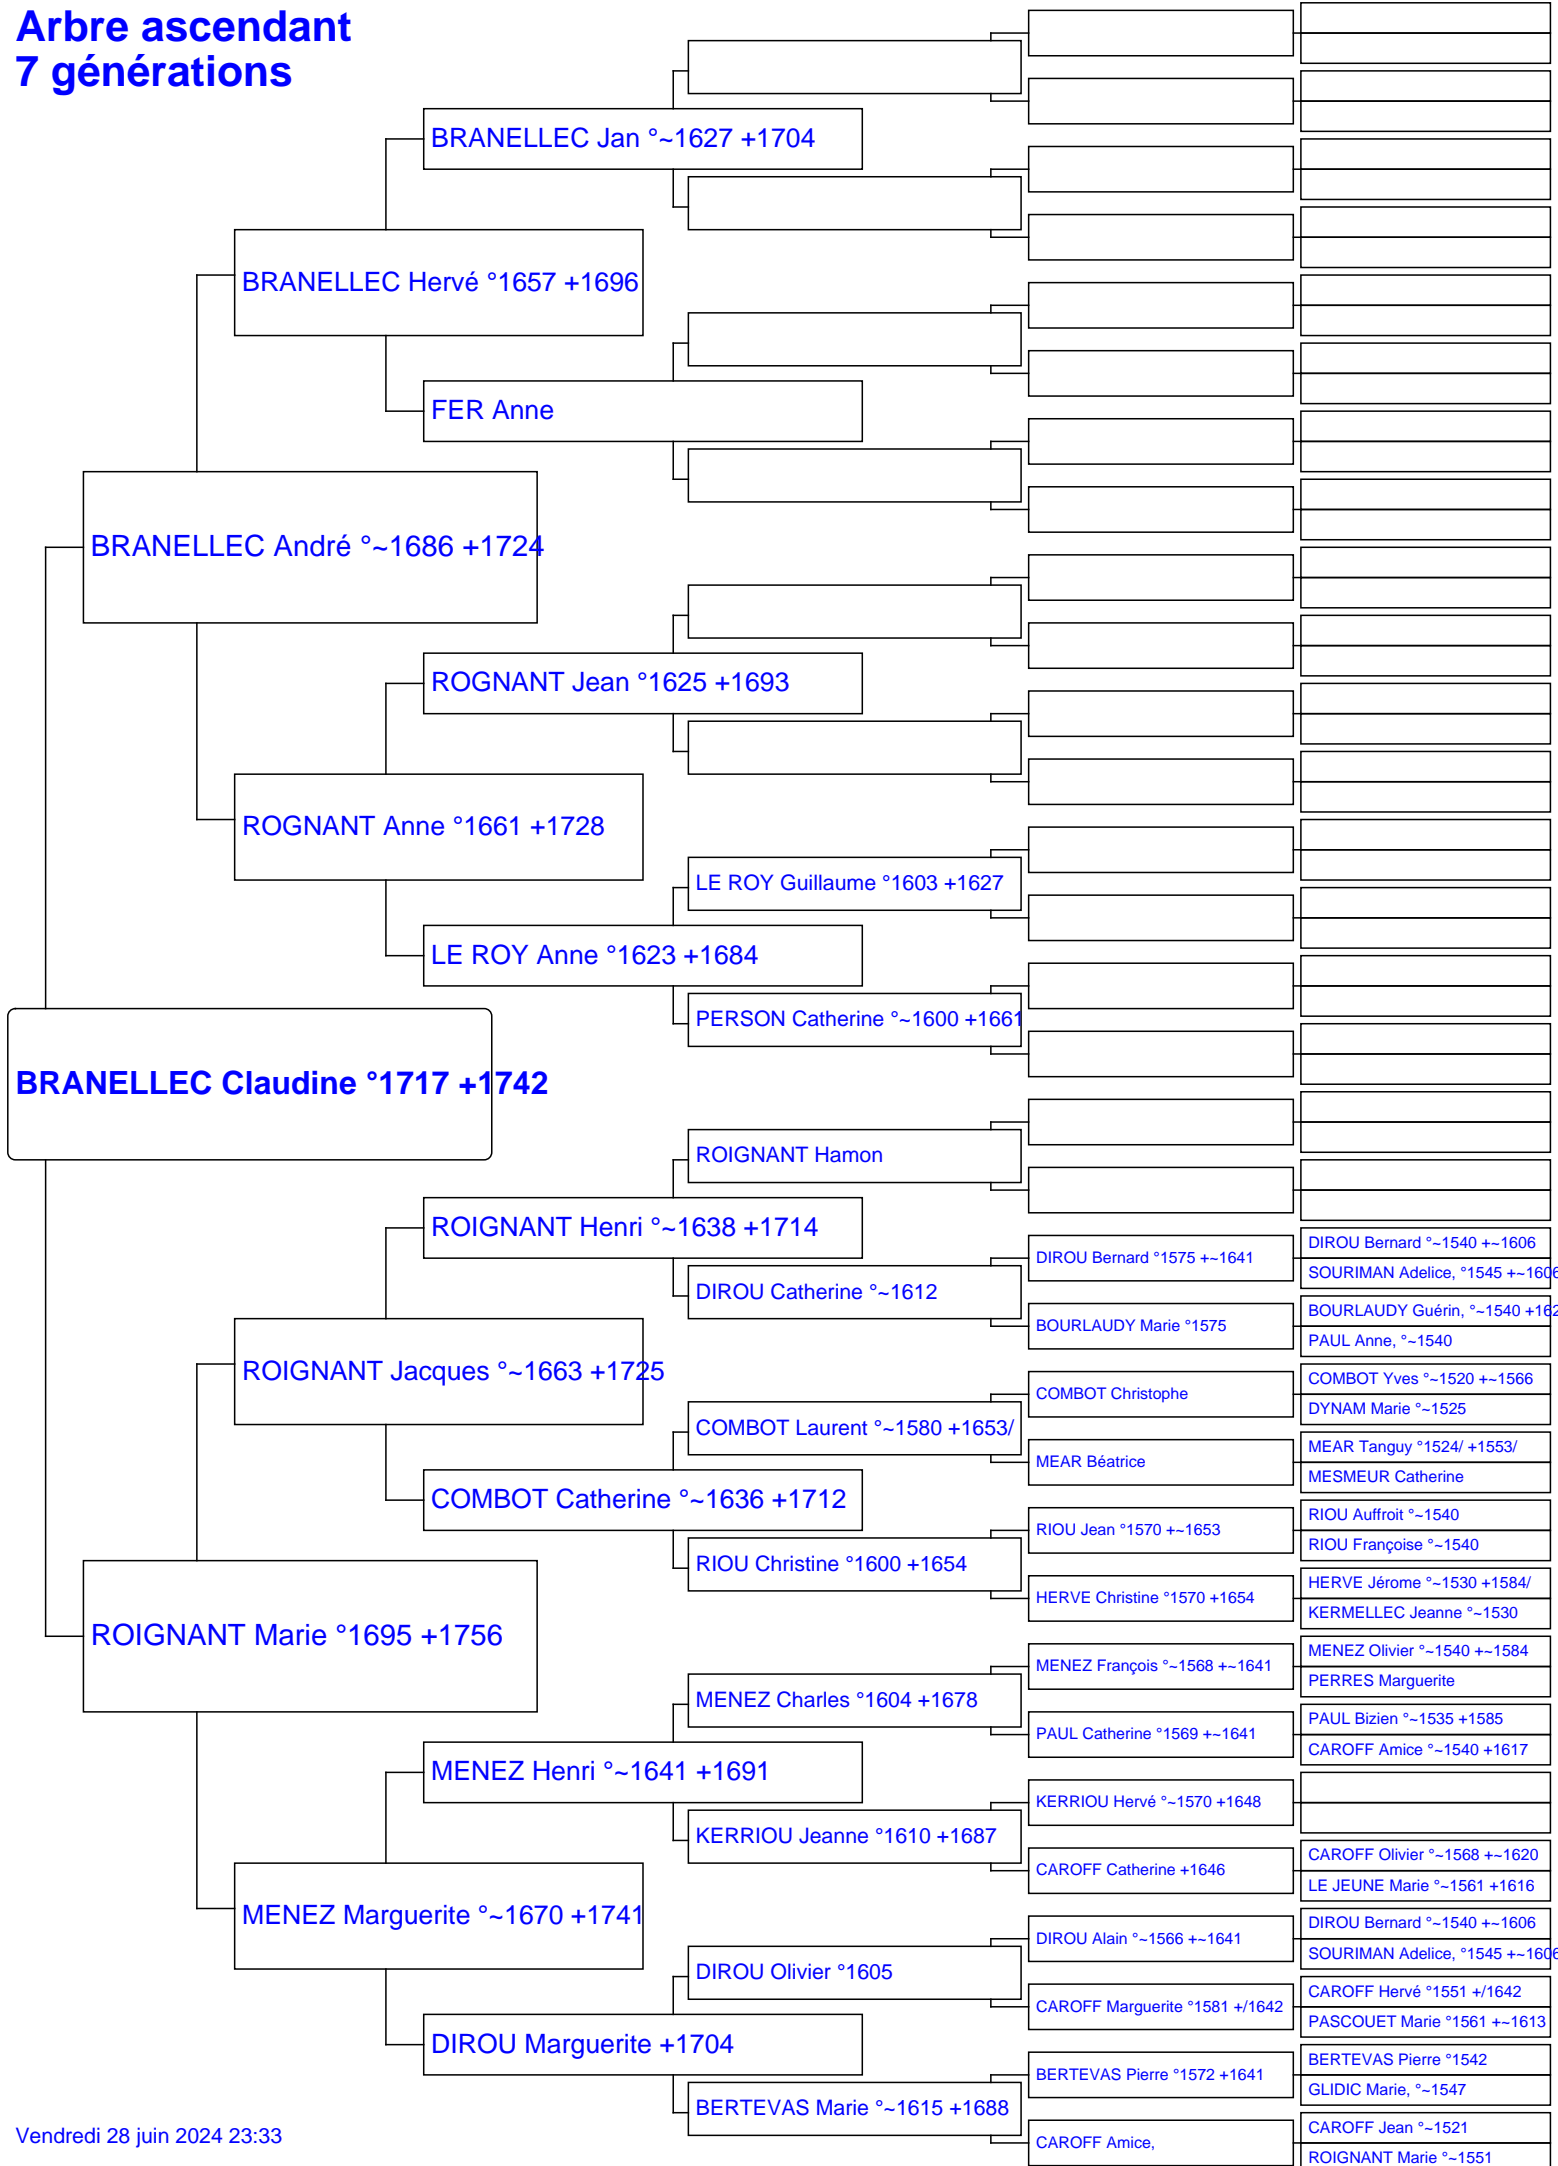 Arbre ascendant
7 générations
BRANELLEC Jan °~1627 +1704
BRANELLEC Hervé °1657 +1696
FER Anne
BRANELLEC André °~1686 +1724
ROGNANT Jean °1625 +1693
ROGNANT Anne °1661 +1728
LE ROY Guillaume °1603 +1627
LE ROY Anne °1623 +1684
PERSON Catherine °~1600 +1661
BRANELLEC Claudine °1717 +1742
ROIGNANT Hamon
ROIGNANT Henri °~1638 +1714
DIROU Bernard °~1540 +~1606
DIROU Bernard °1575 +~1641
SOURIMAN Adelice, °1545 +~1606
DIROU Catherine °~1612
BOURLAUDY Guérin, °~1540 +162
BOURLAUDY Marie °1575
PAUL Anne, °~1540
ROIGNANT Jacques °~1663 +1725
COMBOT Yves °~1520 +~1566
COMBOT Christophe
DYNAM Marie °~1525
COMBOT Laurent °~1580 +1653/
MEAR Tanguy °1524/ +1553/
MEAR Béatrice
MESMEUR Catherine
COMBOT Catherine °~1636 +1712
RIOU Auffroit °~1540
RIOU Jean °1570 +~1653
RIOU Françoise °~1540
RIOU Christine °1600 +1654
HERVE Jérome °~1530 +1584/
HERVE Christine °1570 +1654
KERMELLEC Jeanne °~1530
ROIGNANT Marie °1695 +1756
MENEZ Olivier °~1540 +~1584
MENEZ François °~1568 +~1641
PERRES Marguerite
MENEZ Charles °1604 +1678
PAUL Bizien °~1535 +1585
PAUL Catherine °1569 +~1641
CAROFF Amice °~1540 +1617
MENEZ Henri °~1641 +1691
KERRIOU Hervé °~1570 +1648
KERRIOU Jeanne °1610 +1687
CAROFF Olivier °~1568 +~1620
CAROFF Catherine +1646
LE JEUNE Marie °~1561 +1616
MENEZ Marguerite °~1670 +1741
DIROU Bernard °~1540 +~1606
DIROU Alain °~1566 +~1641
SOURIMAN Adelice, °1545 +~1606
DIROU Olivier °1605
CAROFF Hervé °1551 +/1642
CAROFF Marguerite °1581 +/1642
PASCOUET Marie °1561 +~1613
DIROU Marguerite +1704
BERTEVAS Pierre °1542
BERTEVAS Pierre °1572 +1641
GLIDIC Marie, °~1547
BERTEVAS Marie °~1615 +1688
CAROFF Jean °~1521
CAROFF Amice,
ROIGNANT Marie °~1551
Vendredi 28 juin 2024 23:33